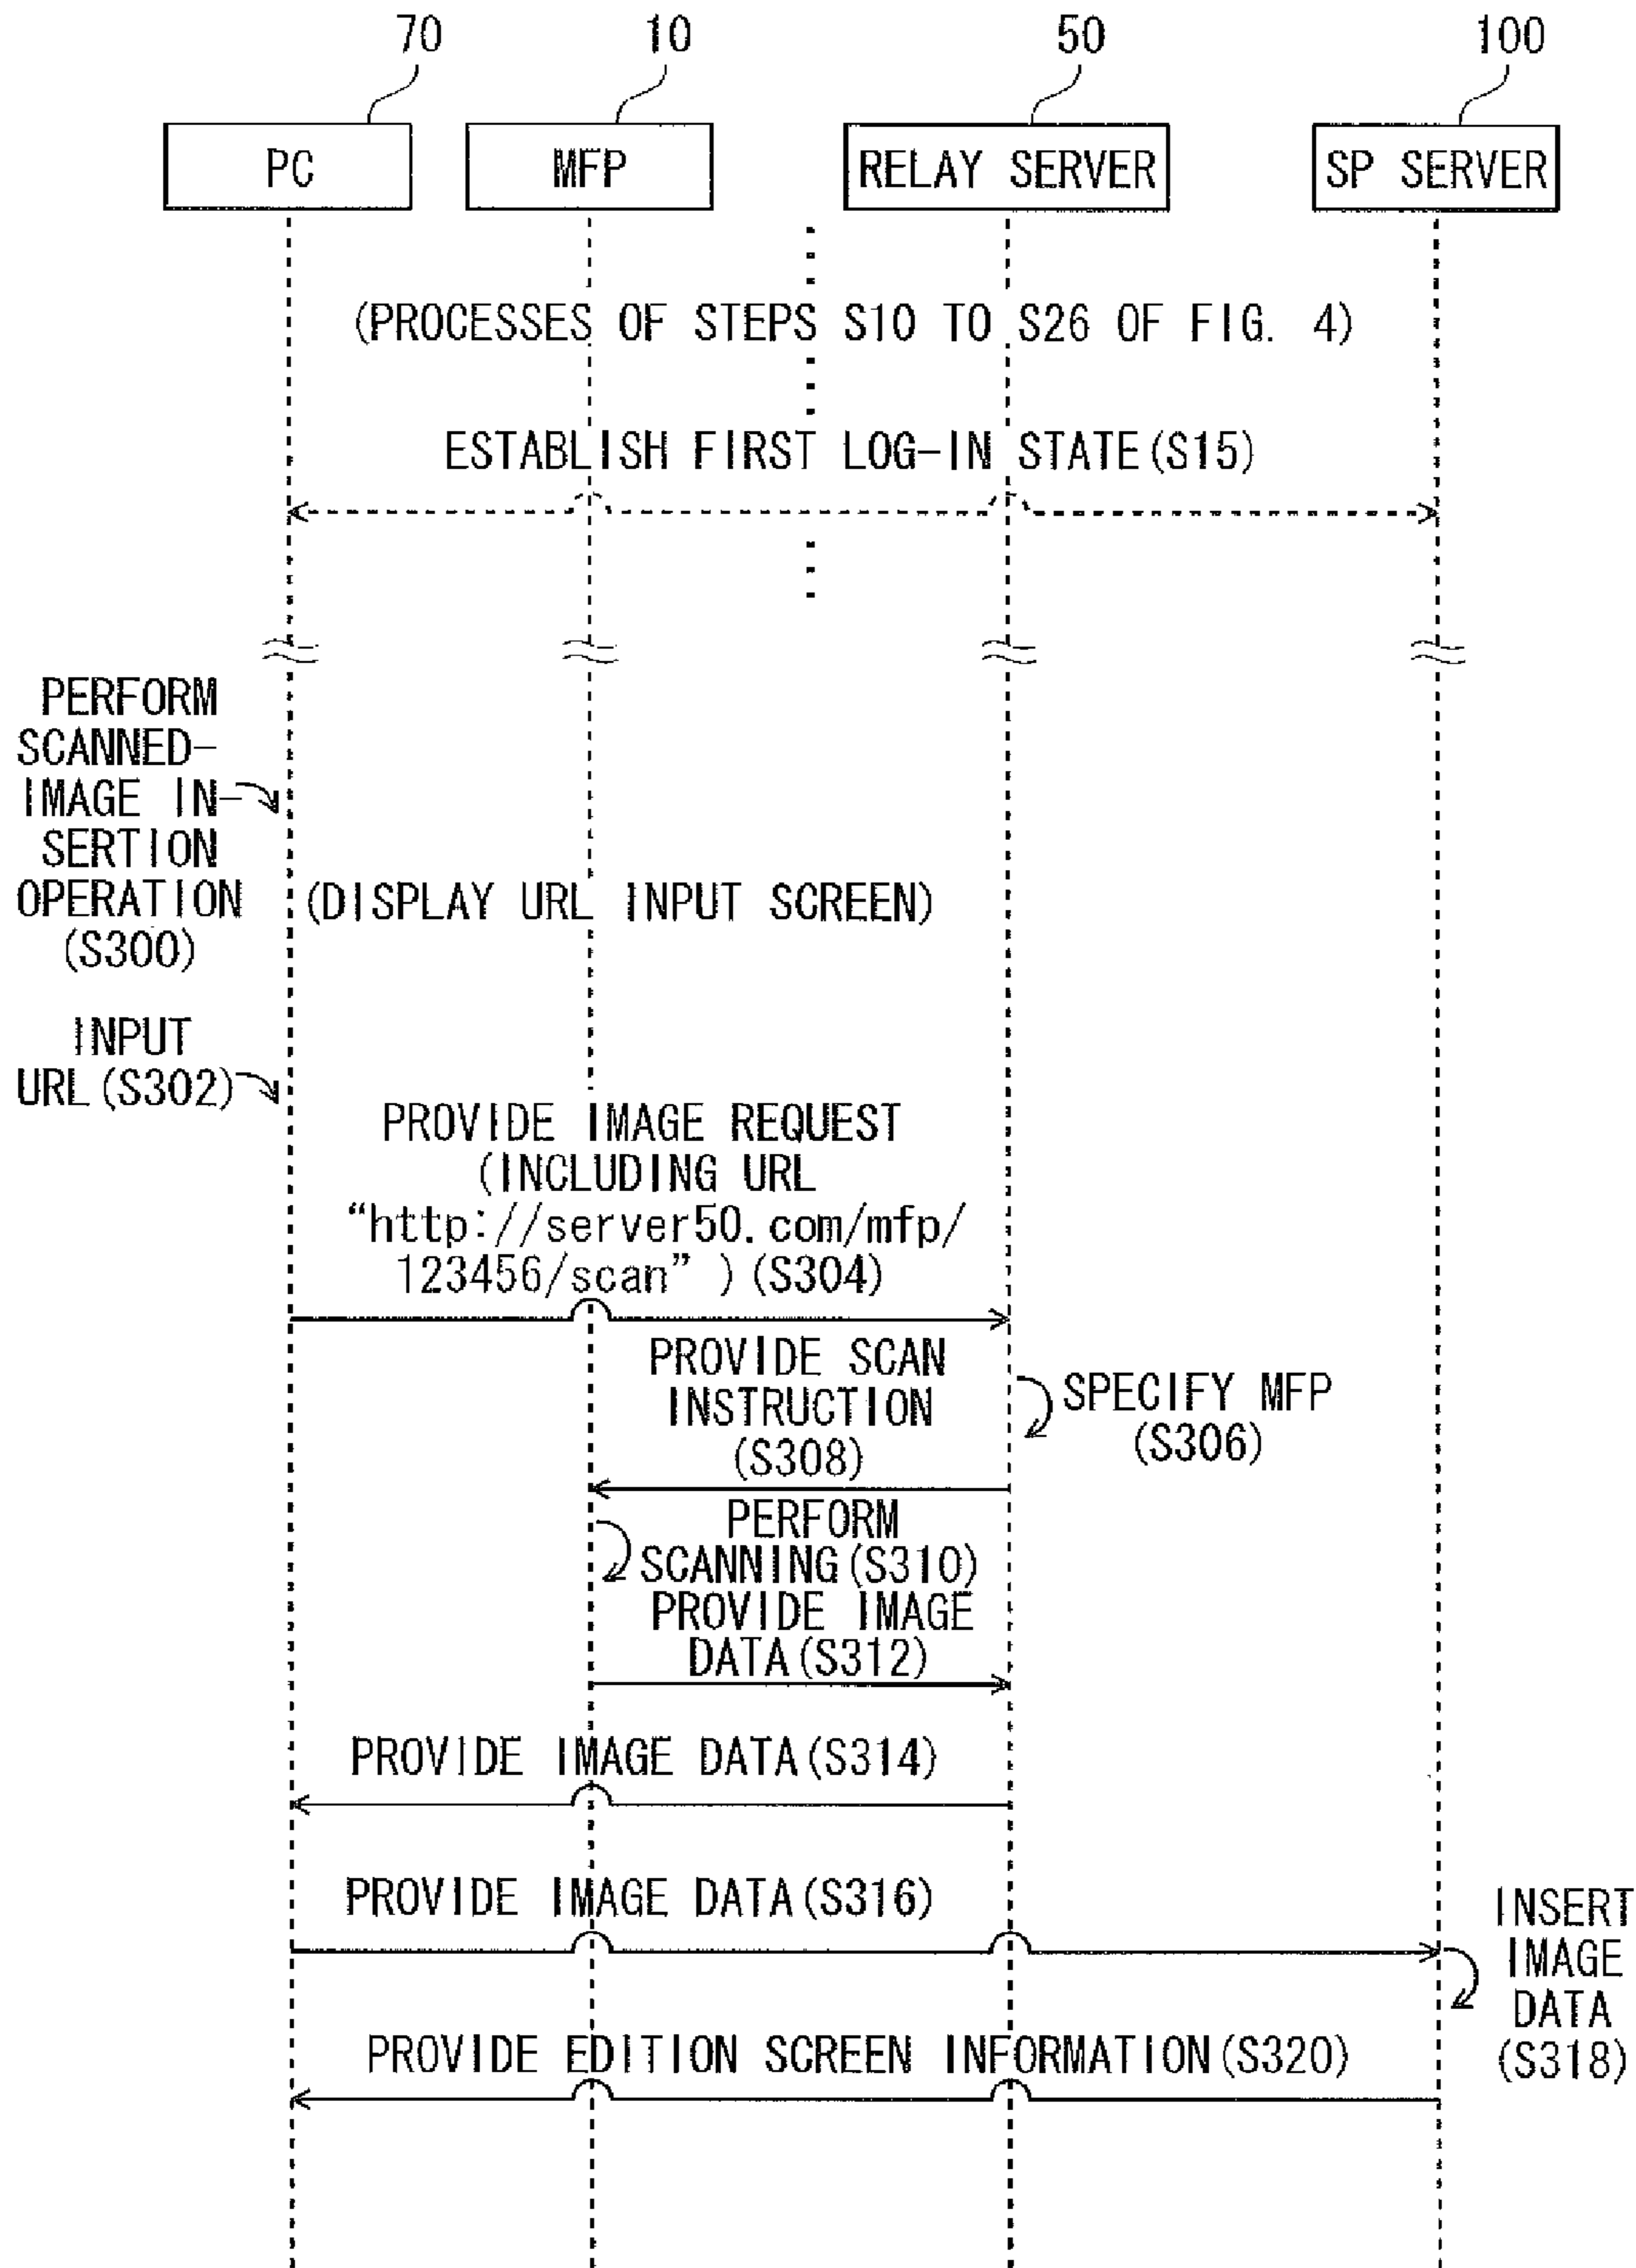 70
10
50
100
PC
MFP
RELAY SERVER
SP SERVER
(PROCESSES OF STEPS S10 TO S26 OF FIG. 4)
ESTABLISH FIRST LOG-IN STATE(S15)
PERFORM
SCANNED-
IMAGE IN-
SERTION
OPERATION
(S300)
(DISPLAY URL INPUT SCREEN)
INPUT
URL(S302)
PROVIDE IMAGE REQUEST
(INCLUDING URL
“http://server50.com/mfp/
123456/scan” )(S304)
PROVIDE SCAN
INSTRUCTION
(S308)
SPECIFY MFP
(S306)
PERFORM
SCANNING(S310)
PROVIDE IMAGE
DATA(S312)
PROVIDE IMAGE DATA(S314)
PROVIDE IMAGE DATA(S316)
INSERT
IMAGE
DATA
(S318)
PROVIDE EDITION SCREEN INFORMATION(S320)